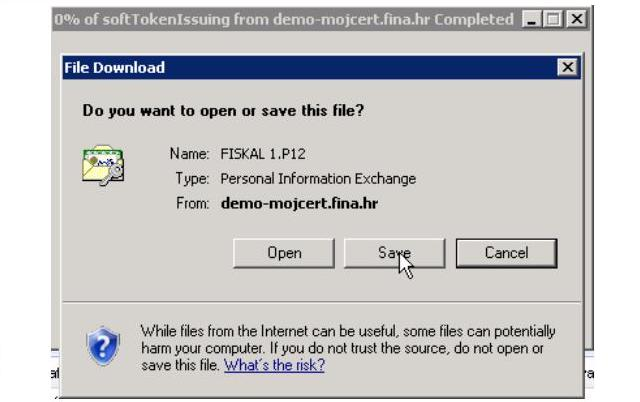 0% of softTokenIssuing from demo-mojcert.fina.hr Completed
File Download
Do you want to open or save this file?
Name: FISKAL 1.P12
Type: Personal Information Exchange
From: demo-mojcert.fina.hr
Open Save Cancel
While files from the Internet can be useful, some files can potentially
harm your computer. If you do not trust the source, do not open or
save this file. What's the risk?